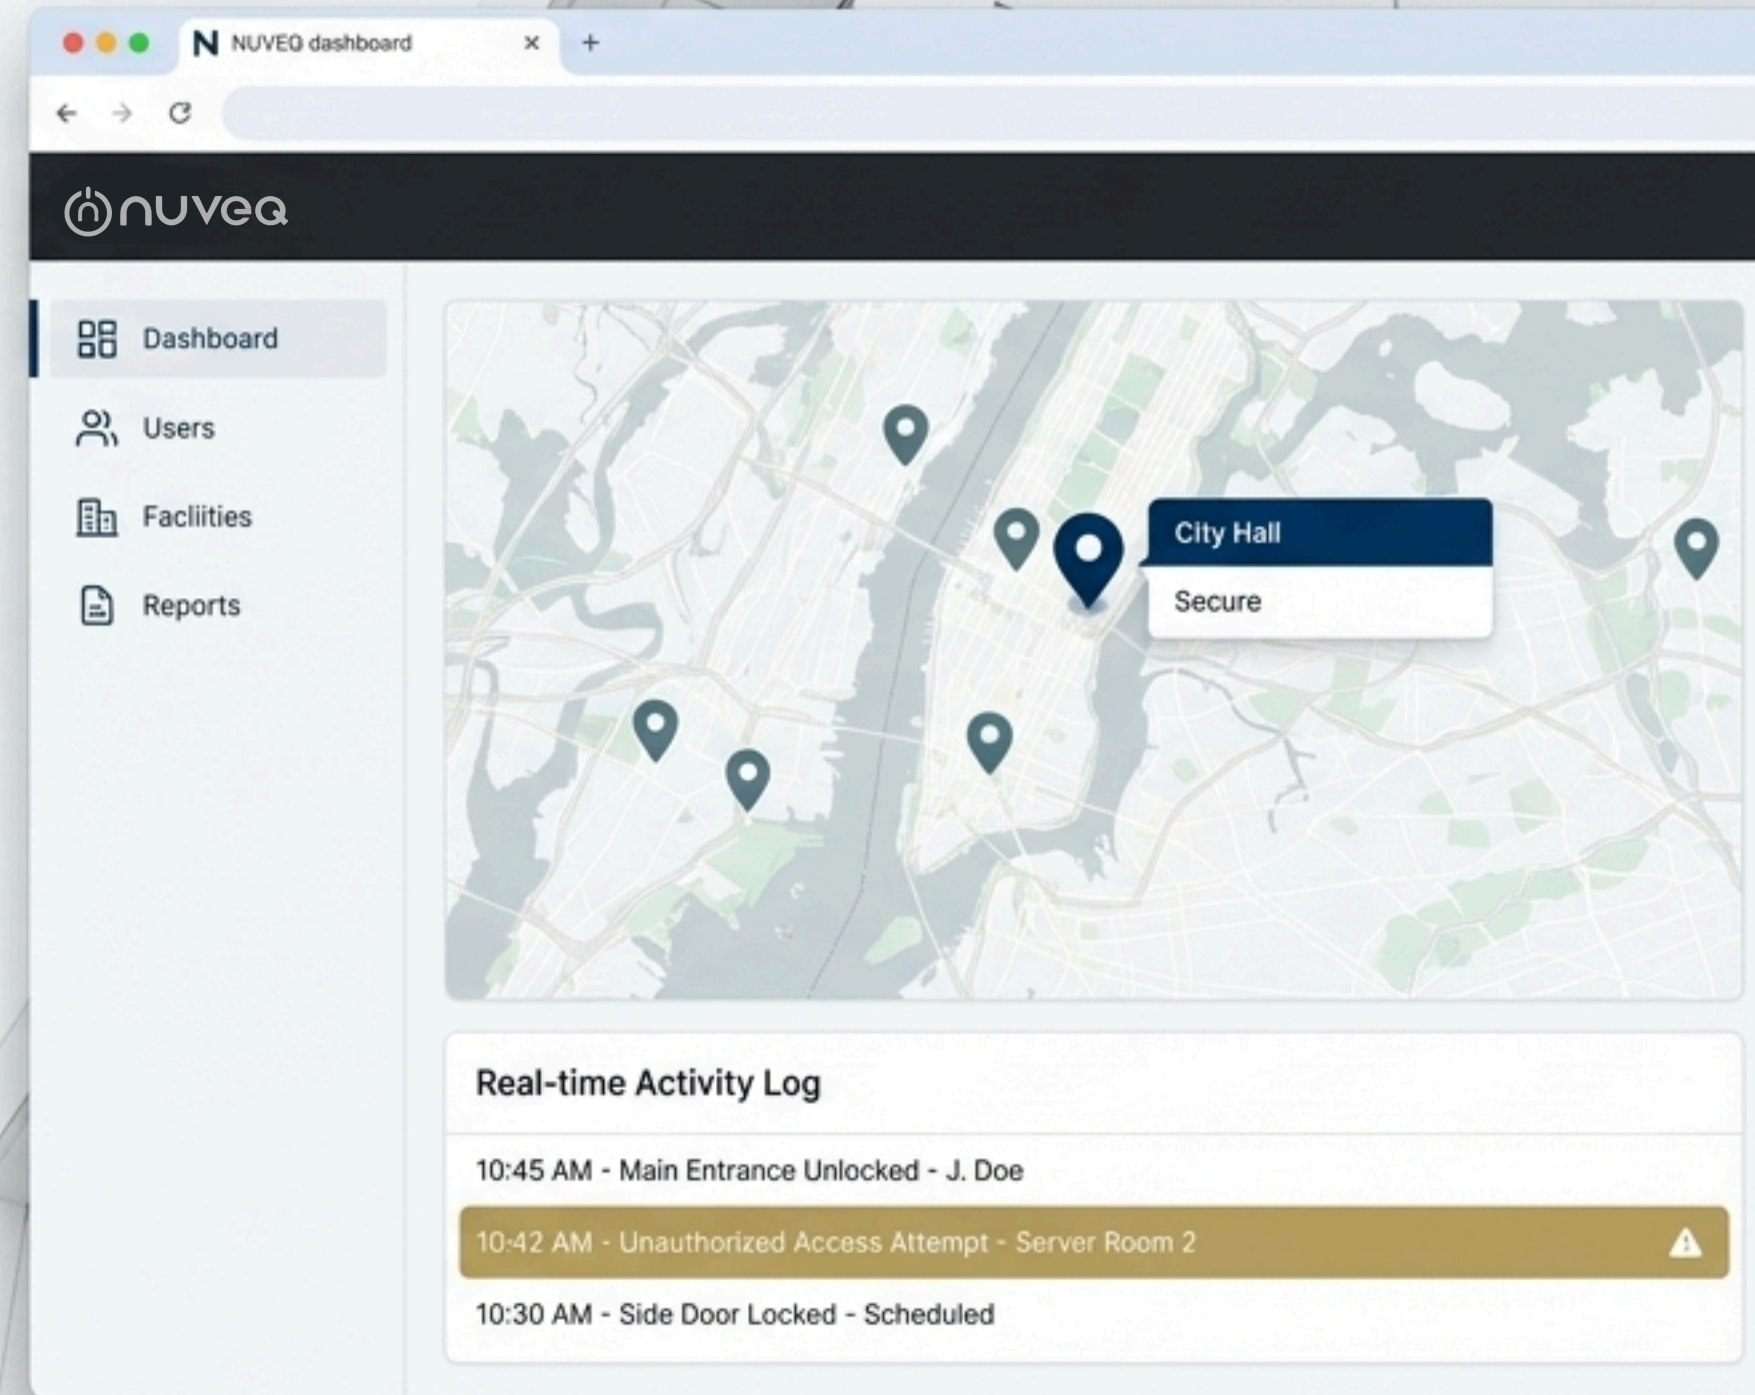 NUVEQ dashboard
nuveq
Dashboard
Users
Facliities
Reports
City Hall
Secure
Real-time Activity Log
10:45 AM - Main Entrance Unlocked - J. Doe
10:42 AM - Unauthorized Access Attempt - Server Room 2
10:30 AM - Side Door Locked - Scheduled